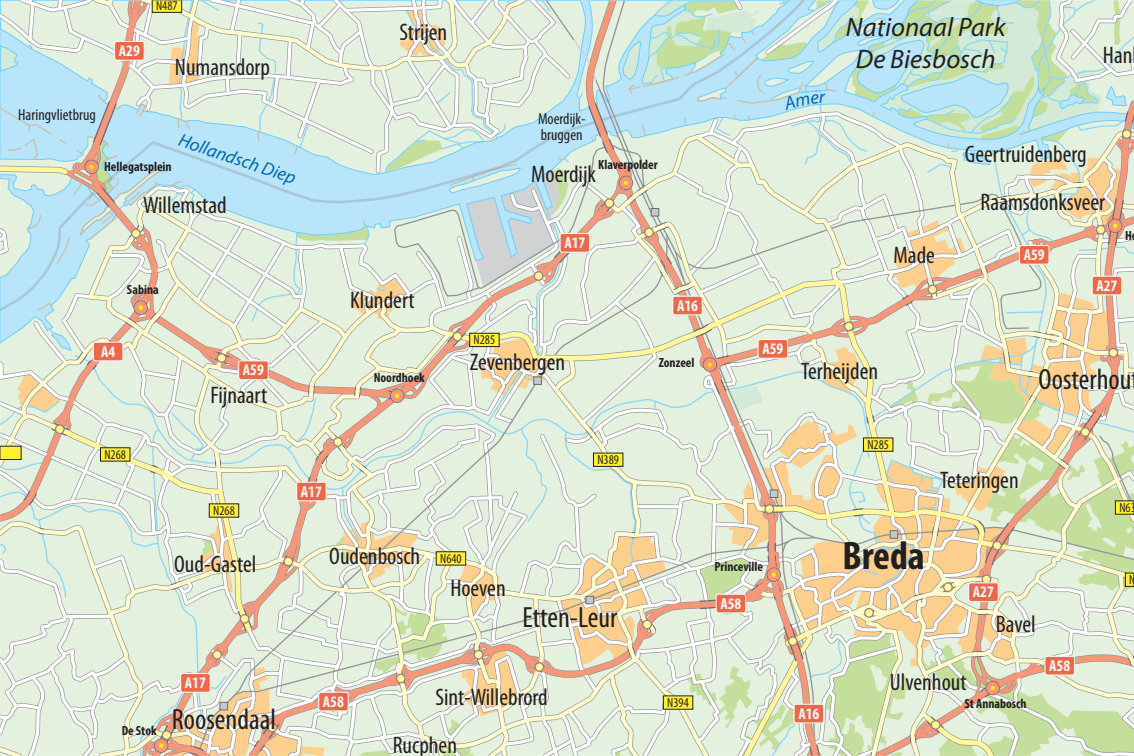 N487
Strijen
Nationaal Park
De Biesbosch
A29
Numansdorp
Haringvlietbrug
Moerdijk-
bruggen
Amer
Hollandsch Diep
Hellegatsplein
Klaverpolder
Moerdijk
Geertruidenberg
Willemstad
Raamsdonksveer
A17
Made
A59
Sabina
Klundert
A16
A27
A4
N285
A59
Zevenbergen
Zonzeel
A59
Noordhoek
Terheijden
Fijnaart
Oosterhout
N268
N389
N285
A17
Teteringen
N268
Oud-Gastel
Oudenbosch
N640
Breda
Princeville
Hoeven
A58
A27
Etten-Leur
Bavel
A17
A58
A58
Sint-Willebrord
N394
Ulvenhout
St Annabosch
De Stok
Roosendaal
A16
Rucphen